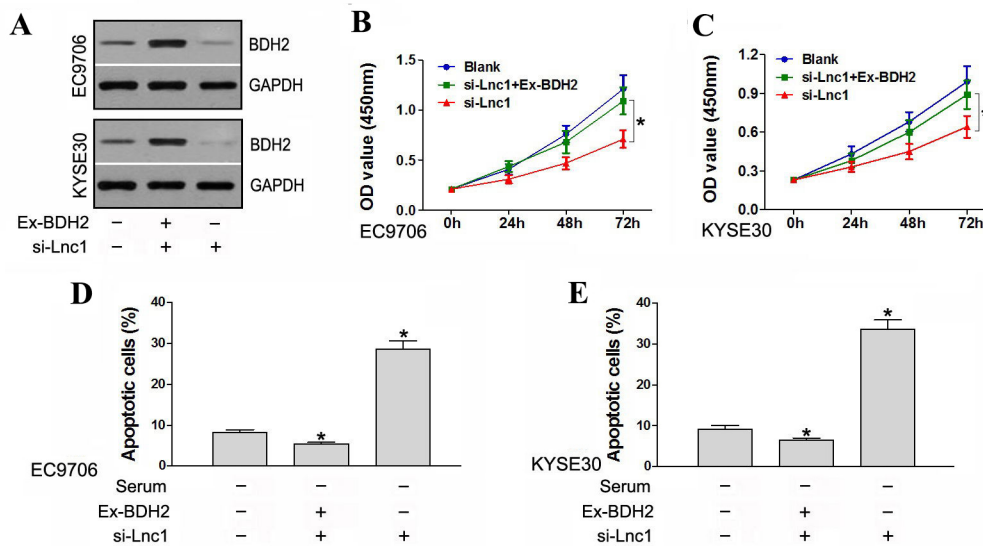 A
EC9706
BDH2
GAPDH
KYSE30
BDH2
GAPDH
Ex-BDH2 − + −
si-Lnc1 − + +
B
OD value (450nm)
1.5
1.0
0.5
0.0
Blank
si-Lnc1+Ex-BDH2
si-Lnc1
*
0h 24h 48h 72h
EC9706
C
OD value (450nm)
1.2
0.9
0.6
0.3
0.0
Blank
si-Lnc1+Ex-BDH2
si-Lnc1
0h 24h 48h 72h
KYSE30
D
Apoptotic cells (%)
40
30
20
10
0
* *
EC9706
Serum − − −
Ex-BDH2 − + −
si-Lnc1 − + +
E
Apoptotic cells (%)
40
30
20
10
0
* *
KYSE30
Serum − − −
Ex-BDH2 − + −
si-Lnc1 − + +